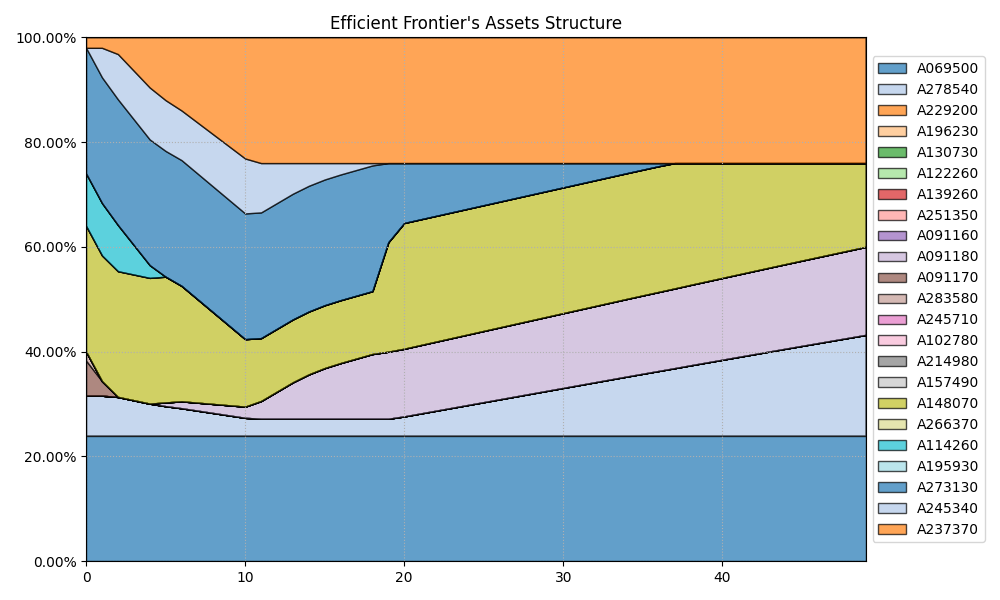 Efficient Frontier's Assets Structure
100.00%
80.00%
60.00%
40.00%
20.00%
0.00%
0
10
20
30
40
A069500
A278540
A229200
A196230
A130730
A122260
A139260
A251350
A091160
A091180
A091170
A283580
A245710
A102780
A214980
A157490
A148070
A266370
A114260
A195930
A273130
A245340
A237370